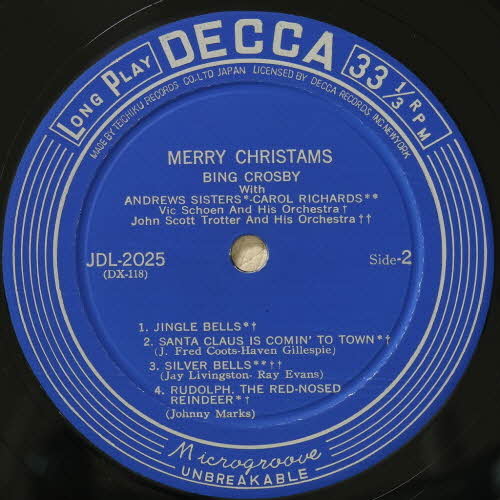 LONG PLAY DECCA 33 1/3 RPM
MADE BY TEICHIKU RECORDS CO.LTD JAPAN LICENSED BY DECCA RECORDS INC.NEWYORK
MERRY CHRISTAMS
BING CROSBY
With
ANDREWS SISTERS*-CAROL RICHARDS**
Vic Schoen And His Orchestra†
John Scott Trotter And His Orchestra††
JDL-2025
(DX-118)
Side-2
1. JINGLE BELLS*†
2. SANTA CLAUS IS COMIN' TO TOWN*†
(J. Fred Coots-Haven Gillespie)
3. SILVER BELLS**††
(Jay Livingston- Ray Evans)
4. RUDOLPH, THE RED-NOSED
REINDEER*†
(Johnny Marks)
Microgroove
UNBREAKABLE